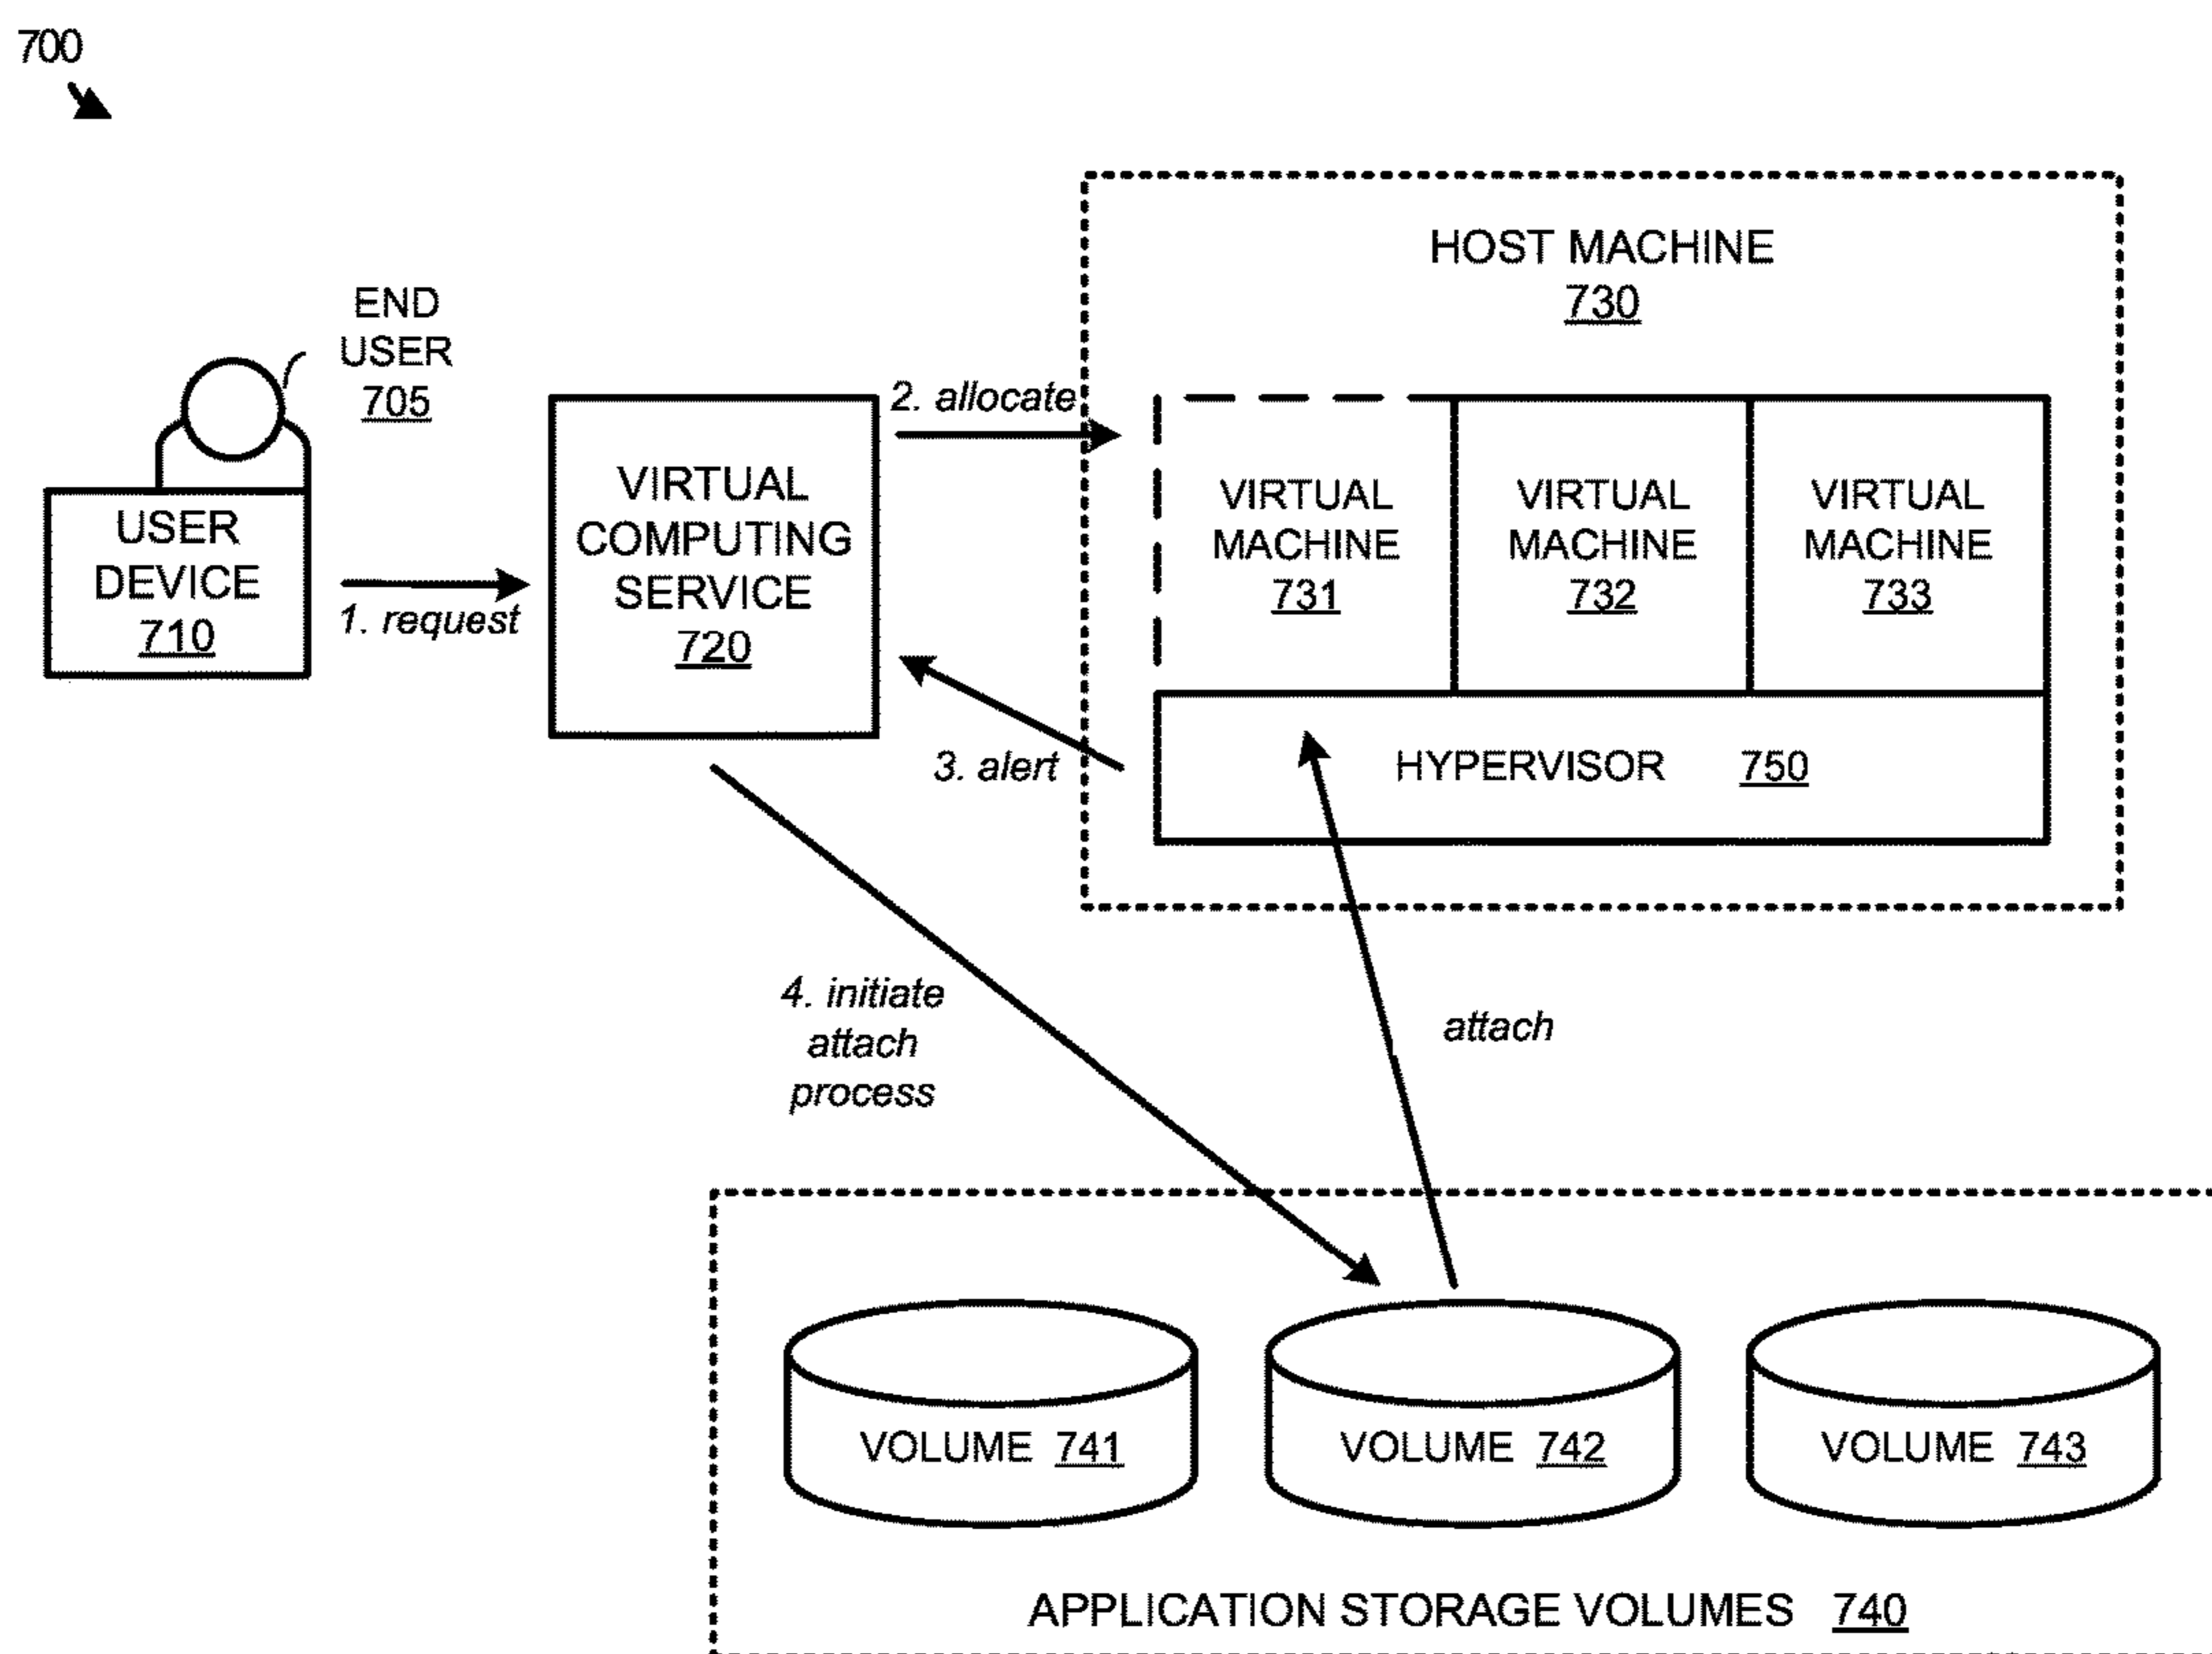 700
END
USER
705
USER
DEVICE
710
1. request
VIRTUAL
COMPUTING
SERVICE
720
2. allocate
3. alert
HOST MACHINE
730
VIRTUAL
MACHINE
731
VIRTUAL
MACHINE
732
VIRTUAL
MACHINE
733
HYPERVISOR 750
4. initiate
attach
process
attach
VOLUME 741
VOLUME 742
VOLUME 743
APPLICATION STORAGE VOLUMES 740